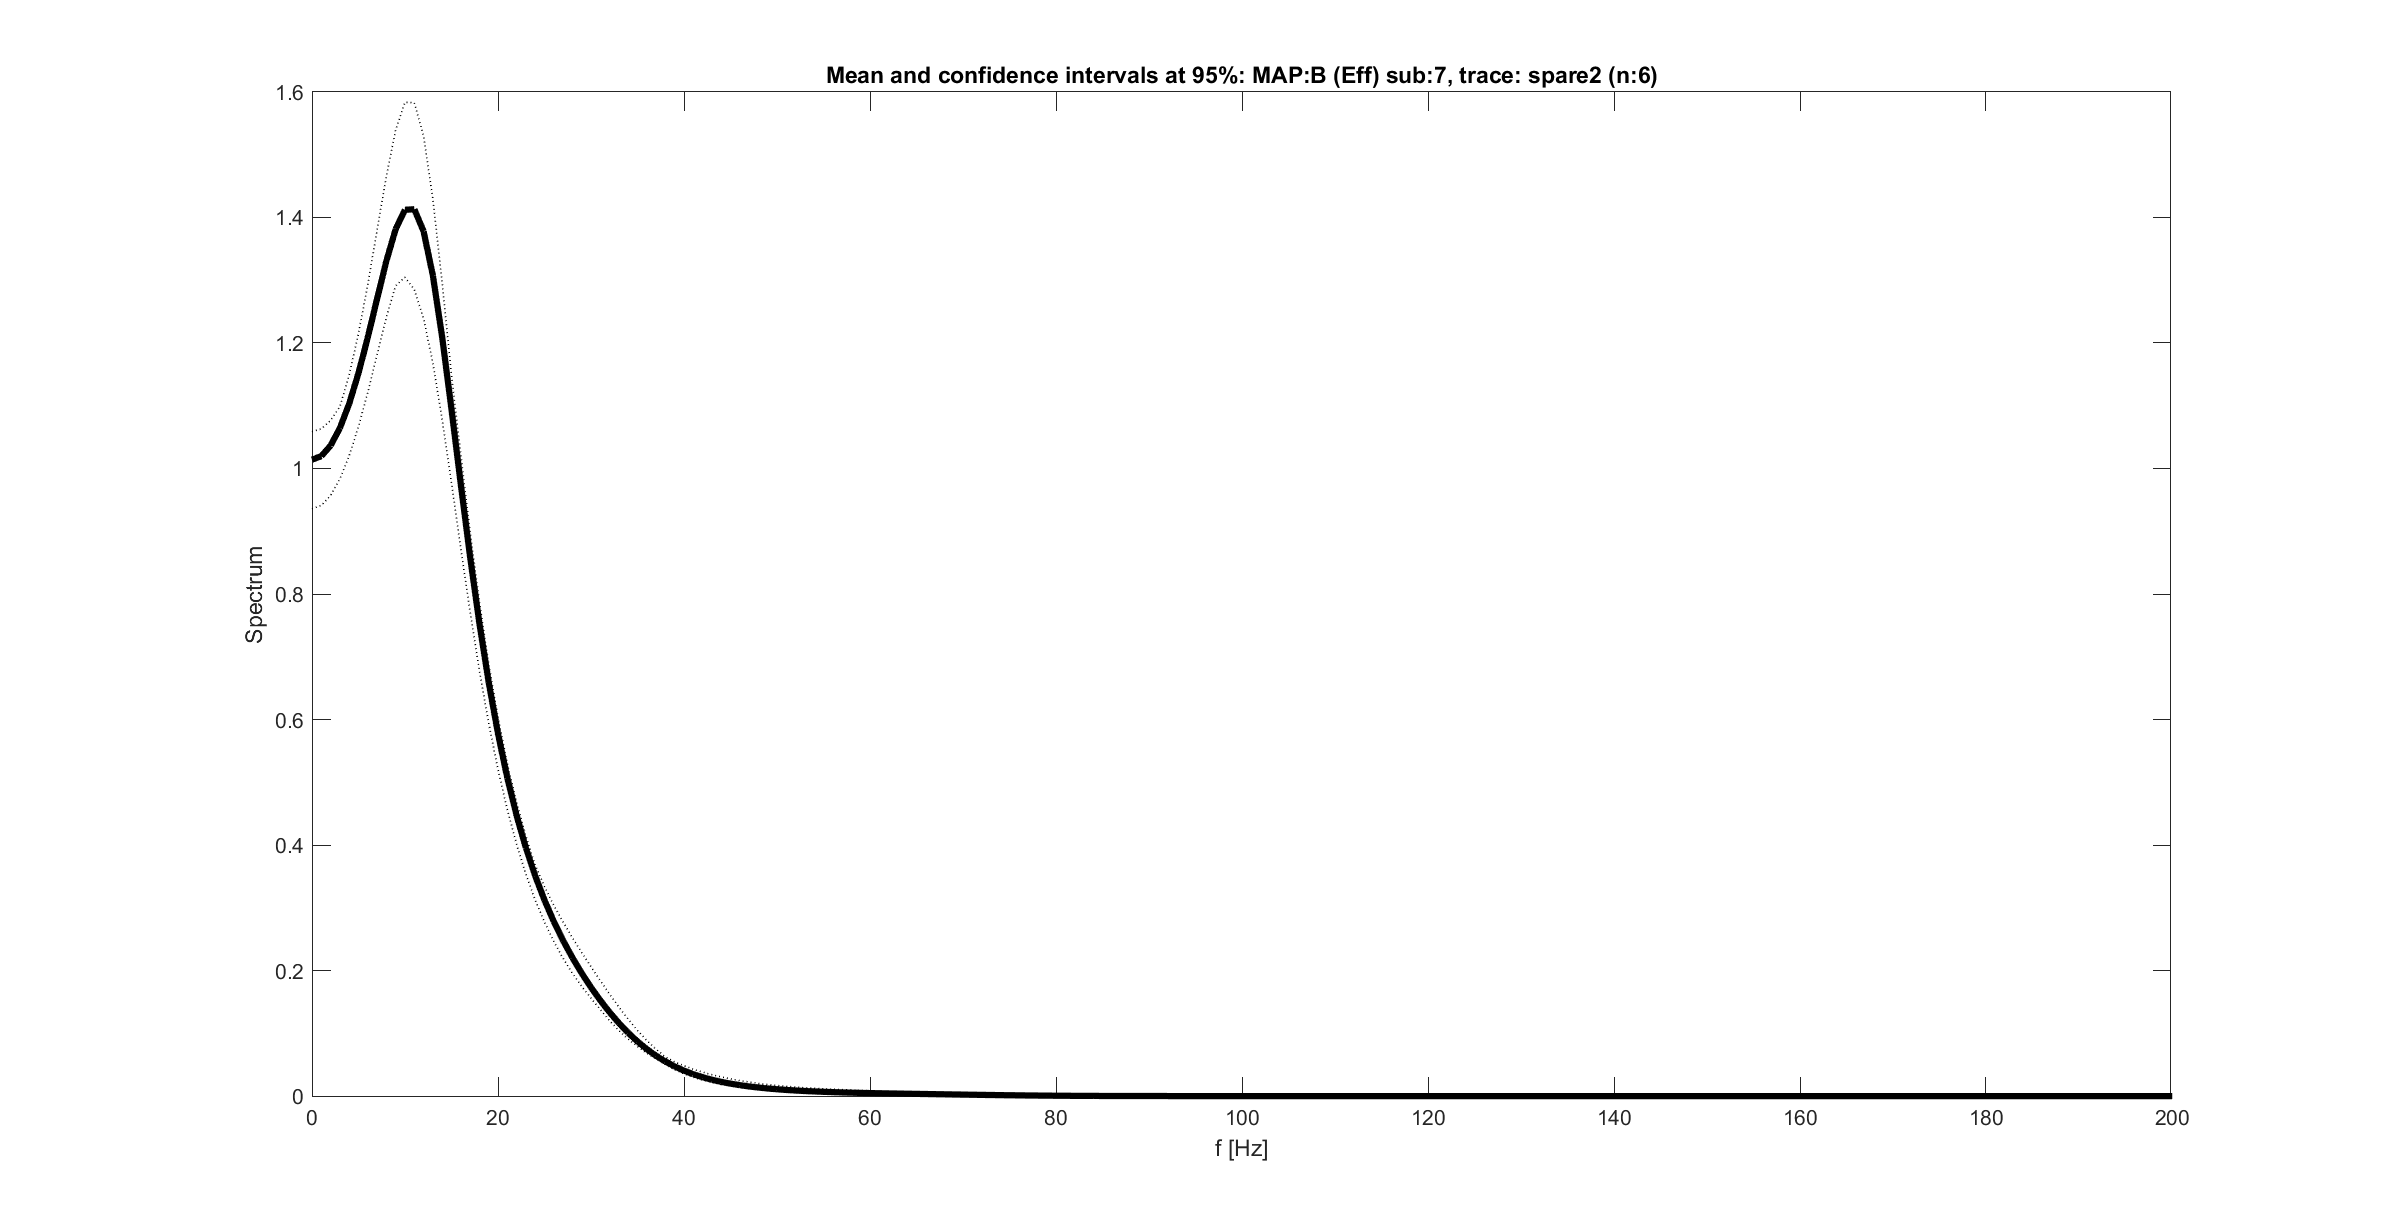 Mean and confidence intervals at 95%: MAP:B (Eff) sub:7, trace: spare2 (n:6)
1.6
1.4
1.2
1
0.8
0.6
0.4
0.2
0
Spectrum
0 20 40 60 80 100 120 140 160 180 200
f [Hz]